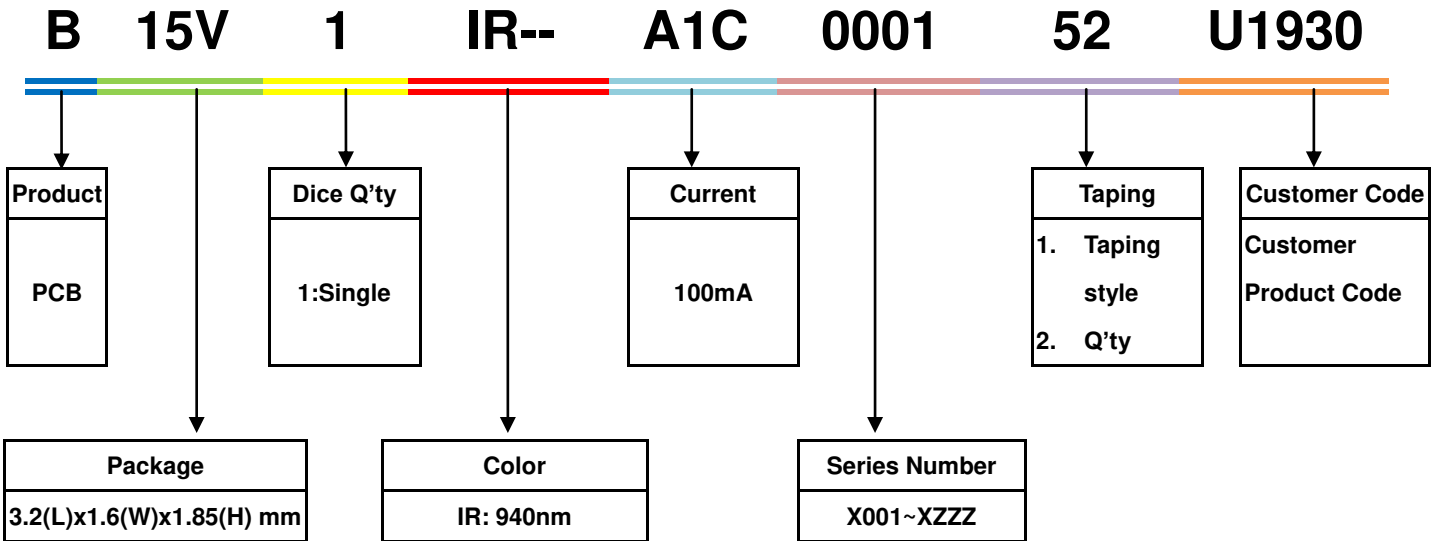 B 15V 1 IR-- A1C 0001 52 U1930
Product
PCB
Dice Q'ty
1:Single
Current
100mA
Taping
1. Taping
style
2. Q'ty
Customer Code
Customer
Product Code
Package
3.2(L)x1.6(W)x1.85(H) mm
Color
IR: 940nm
Series Number
X001~XZZZ